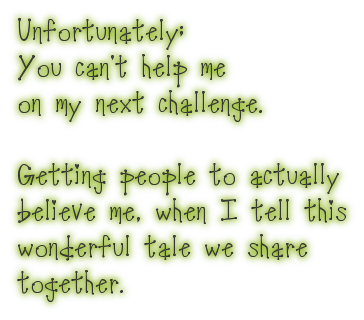 Unfortunately;
You can't help me
on my next challenge.
Getting people to actually
believe me, when I tell this
wonderful tale we share
together.